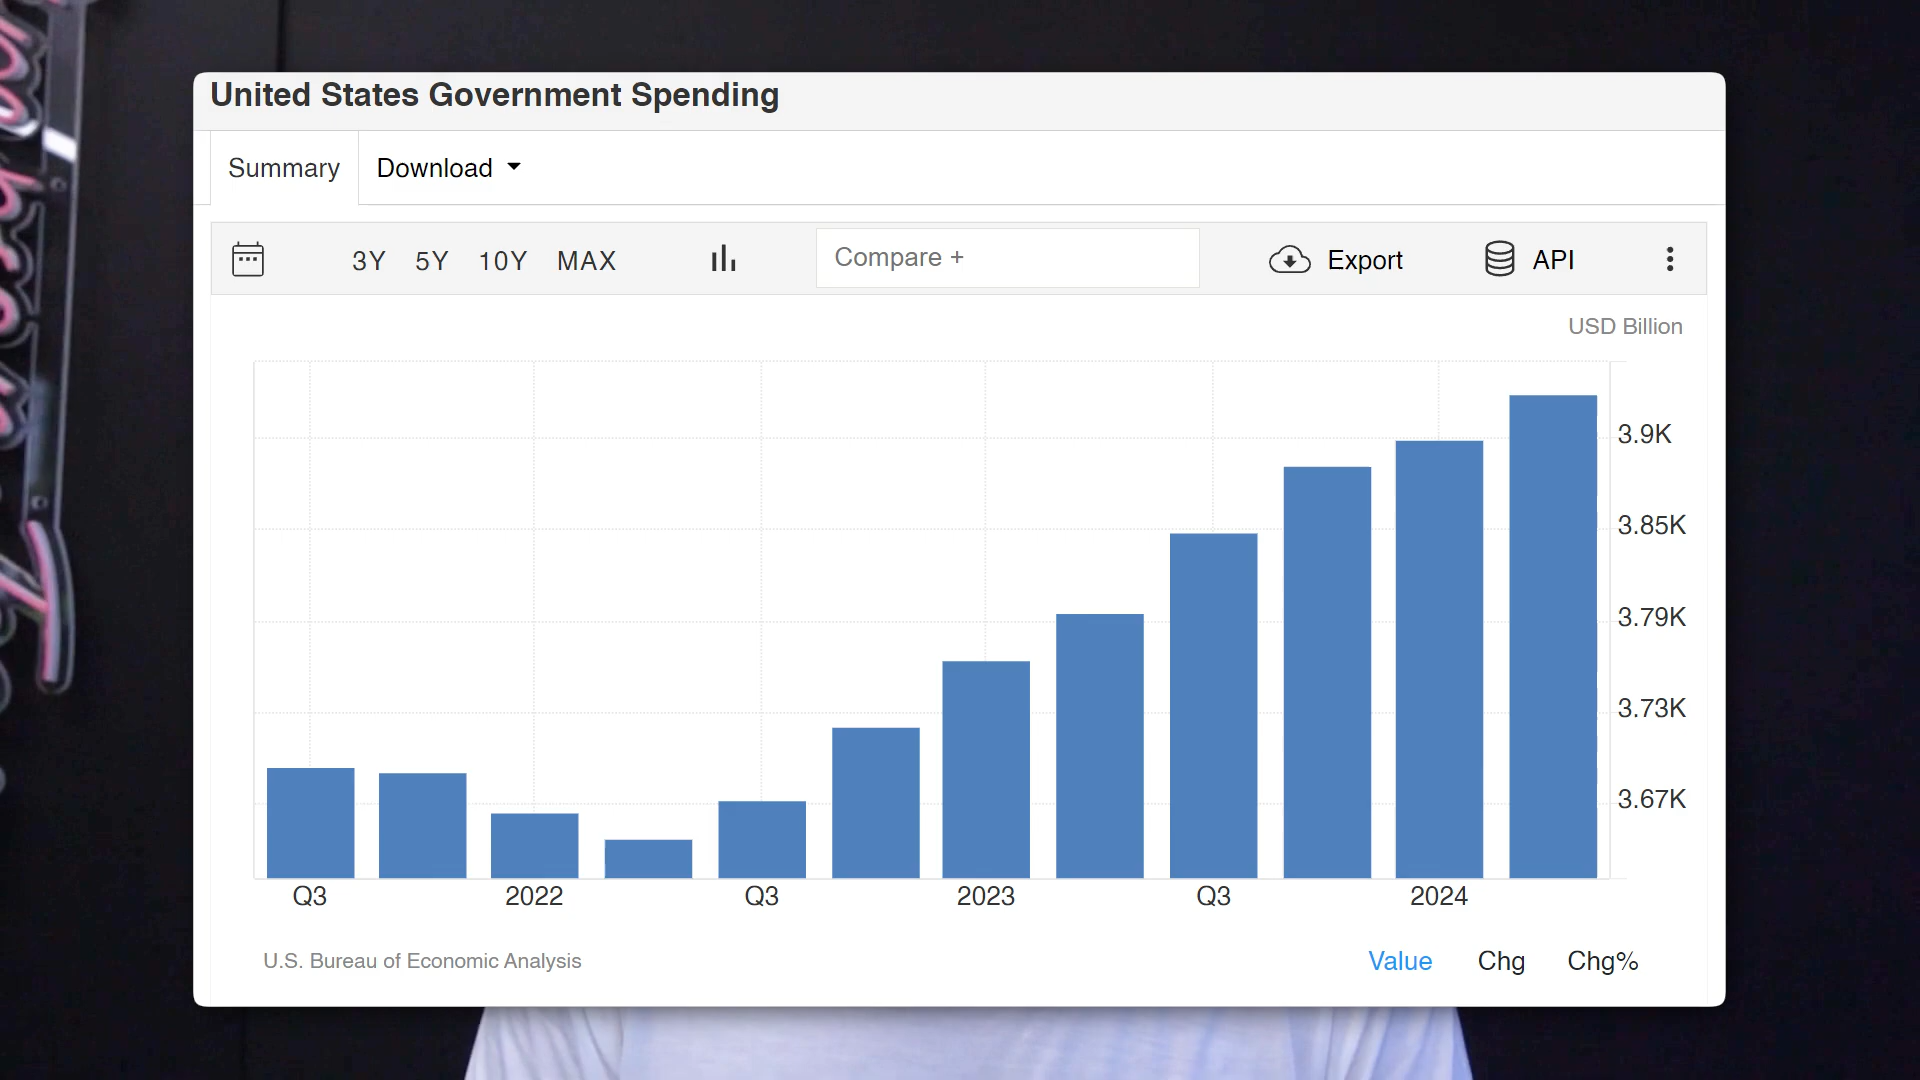 United States Government Spending
Summary Download
3Y 5Y 10Y MAX Compare + Export API
USD Billion
3.9K
3.85K
3.79K
3.73K
3.67K
Q3 2022 Q3 2023 Q3 2024
U.S. Bureau of Economic Analysis
Value Chg Chg%